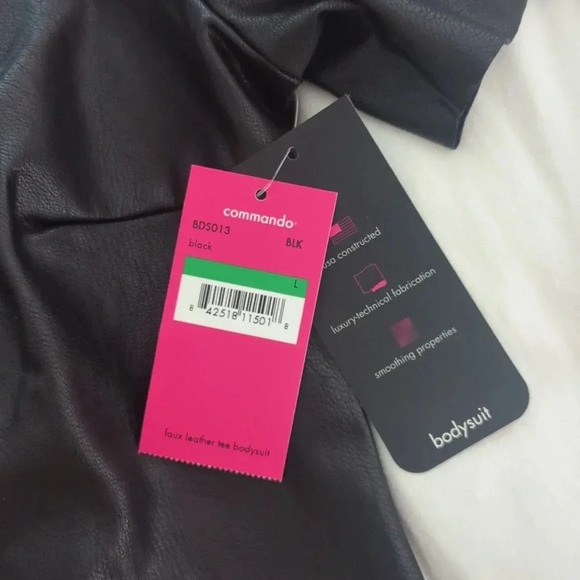 commando®
BDS013 BLK
black
L
8 42518 11501 8
faux leather tee bodysuit
usa constructed
luxury-technical fabrication
smoothing properties
bodysuit